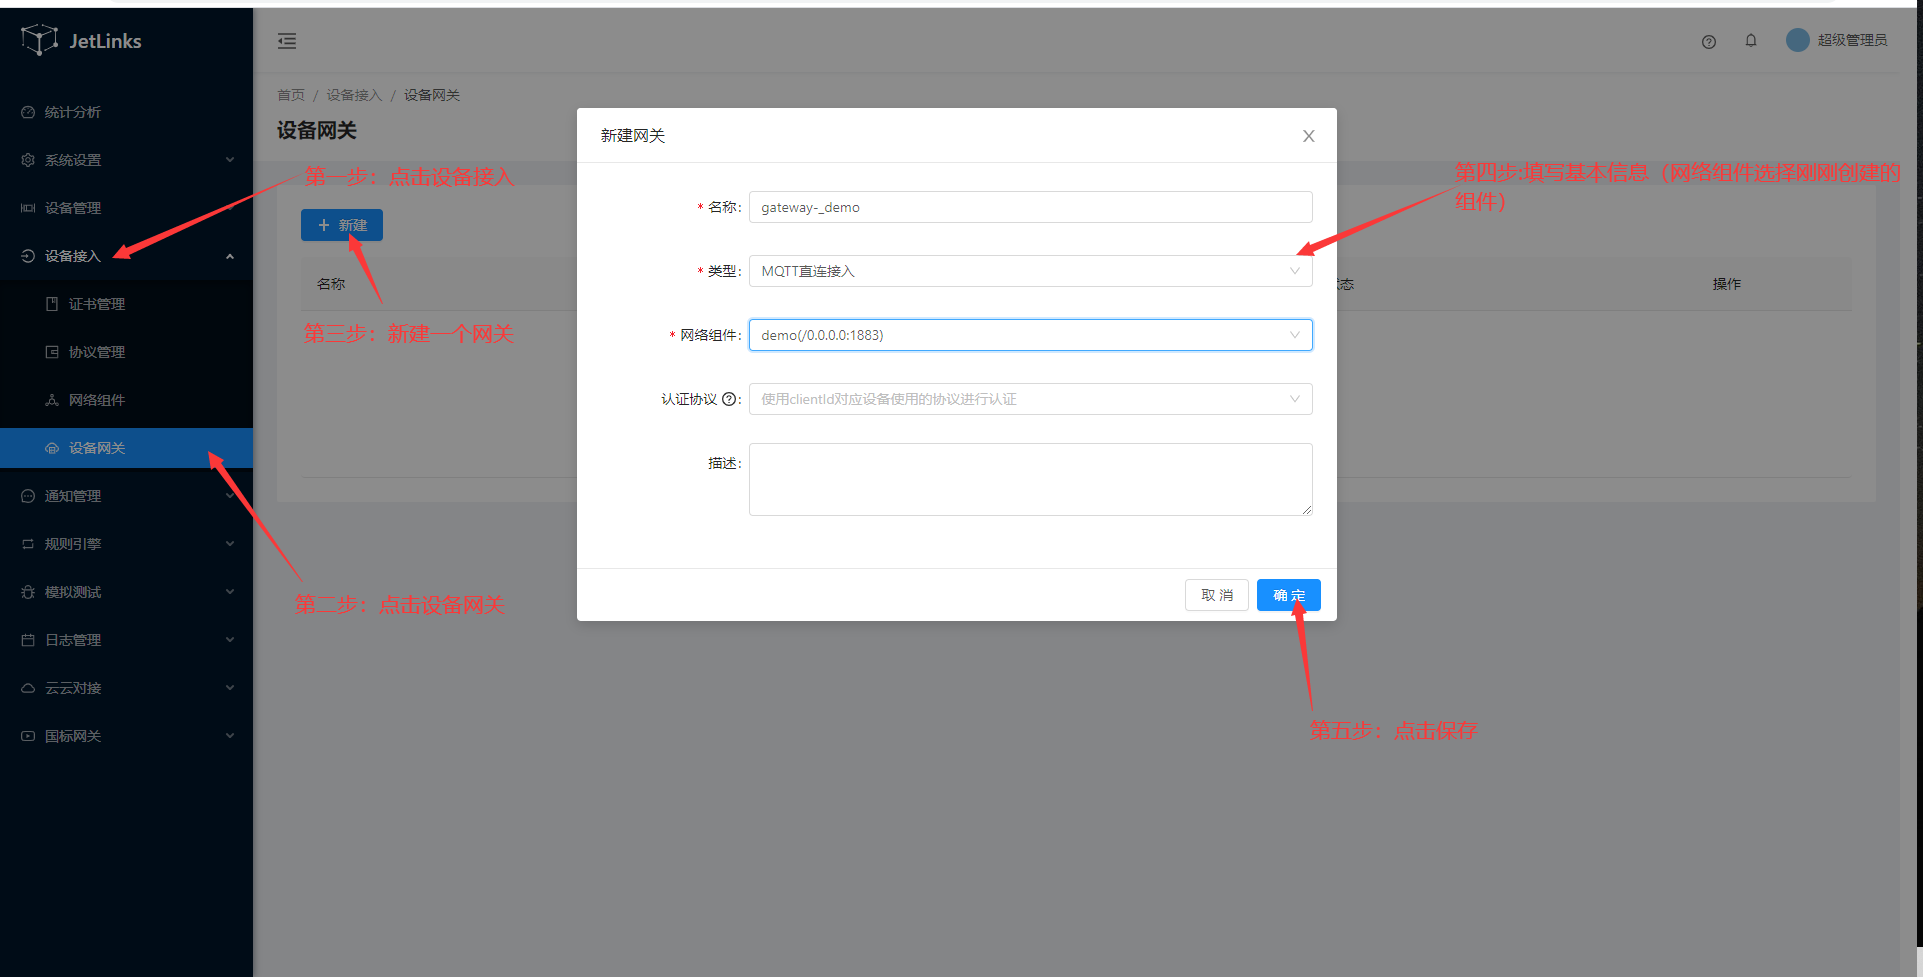 JetLinks
超级管理员
统计分析
系统设置
设备管理
设备接入
证书管理
协议管理
网络组件
设备网关
通知管理
规则引擎
模拟测试
日志管理
云云对接
国标网关
首页 / 设备接入 / 设备网关
设备网关
第一步：点击设备接入
+ 新建
名称
态
操作
第三步：新建一个网关
第二步：点击设备网关
新建网关
* 名称: gateway-_demo
* 类型: MQTT直连接入
* 网络组件: demo(/0.0.0.0:1883)
认证协议 : 使用clientId对应设备使用的协议进行认证
描述:
取 消
确 定
第四步:填写基本信息（网络组件选择刚刚创建的
组件）
第五步：点击保存